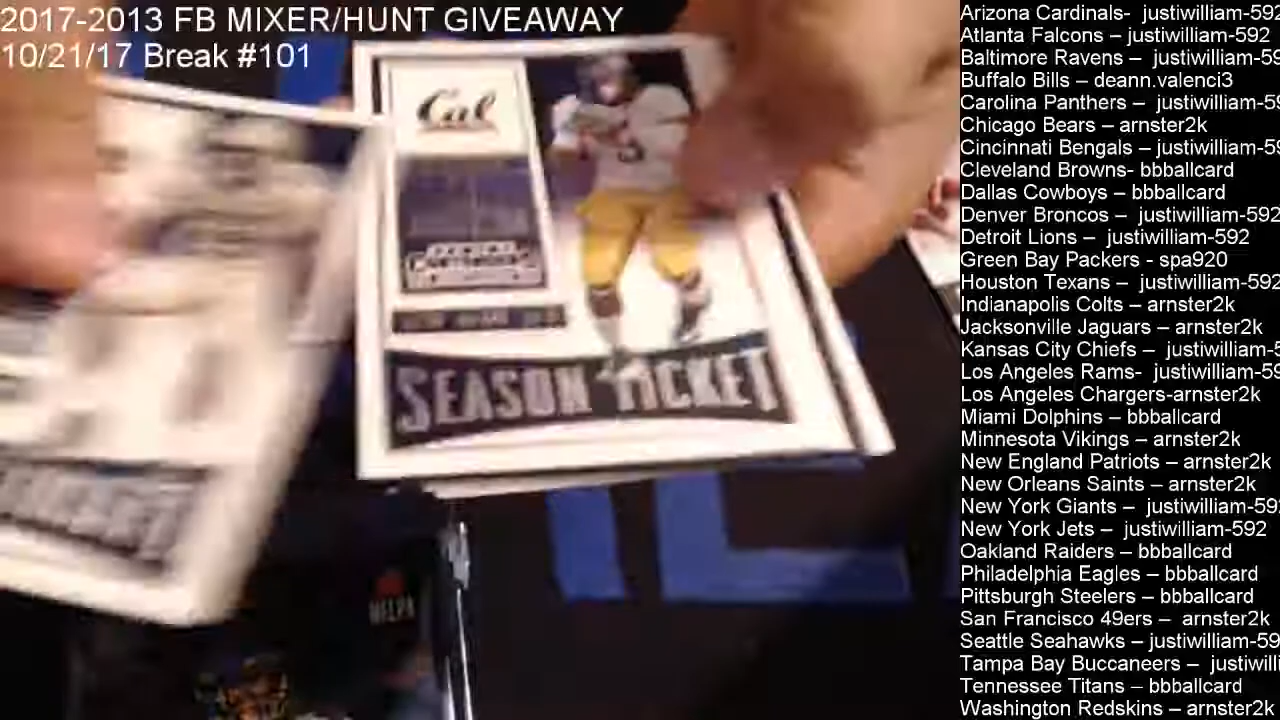 2017-2013 FB MIXER/HUNT GIVEAWAY
10/21/17 Break #101
Cal
SEASON TICKET
NFLPA
Arizona Cardinals- justiwilliam-592
Atlanta Falcons – justiwilliam-592
Baltimore Ravens – justiwilliam-59
Buffalo Bills – deann.valenci3
Carolina Panthers – justiwilliam-59
Chicago Bears – arnster2k
Cincinnati Bengals – justiwilliam-59
Cleveland Browns- bbballcard
Dallas Cowboys – bbballcard
Denver Broncos – justiwilliam-592
Detroit Lions – justiwilliam-592
Green Bay Packers - spa920
Houston Texans – justiwilliam-592
Indianapolis Colts – arnster2k
Jacksonville Jaguars – arnster2k
Kansas City Chiefs – justiwilliam-5
Los Angeles Rams- justiwilliam-59
Los Angeles Chargers-arnster2k
Miami Dolphins – bbballcard
Minnesota Vikings – arnster2k
New England Patriots – arnster2k
New Orleans Saints – arnster2k
New York Giants – justiwilliam-592
New York Jets – justiwilliam-592
Oakland Raiders – bbballcard
Philadelphia Eagles – bbballcard
Pittsburgh Steelers – bbballcard
San Francisco 49ers – arnster2k
Seattle Seahawks – justiwilliam-59
Tampa Bay Buccaneers – justiwilli
Tennessee Titans – bbballcard
Washington Redskins – arnster2k